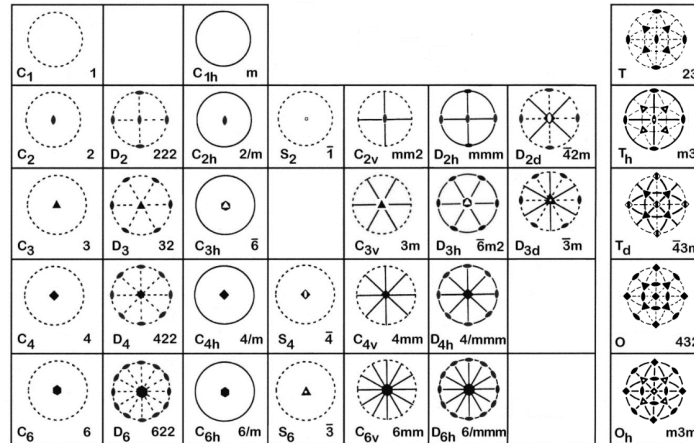 C1 1 C1h m T 23
C2 2 D2 222 C2h 2/m S2 1̅ C2v mm2 D2h mmm D2d 4̅2m Th m3
C3 3 D3 32 C3h 6̅ C3v 3m D3h 6̅m2 D3d 3̅m Td 4̅3m
C4 4 D4 422 C4h 4/m S4 4̅ C4v 4mm D4h 4/mmm O 432
C6 6 D6 622 C6h 6/m S6 3̅ C6v 6mm D6h 6/mmm Oh m3m